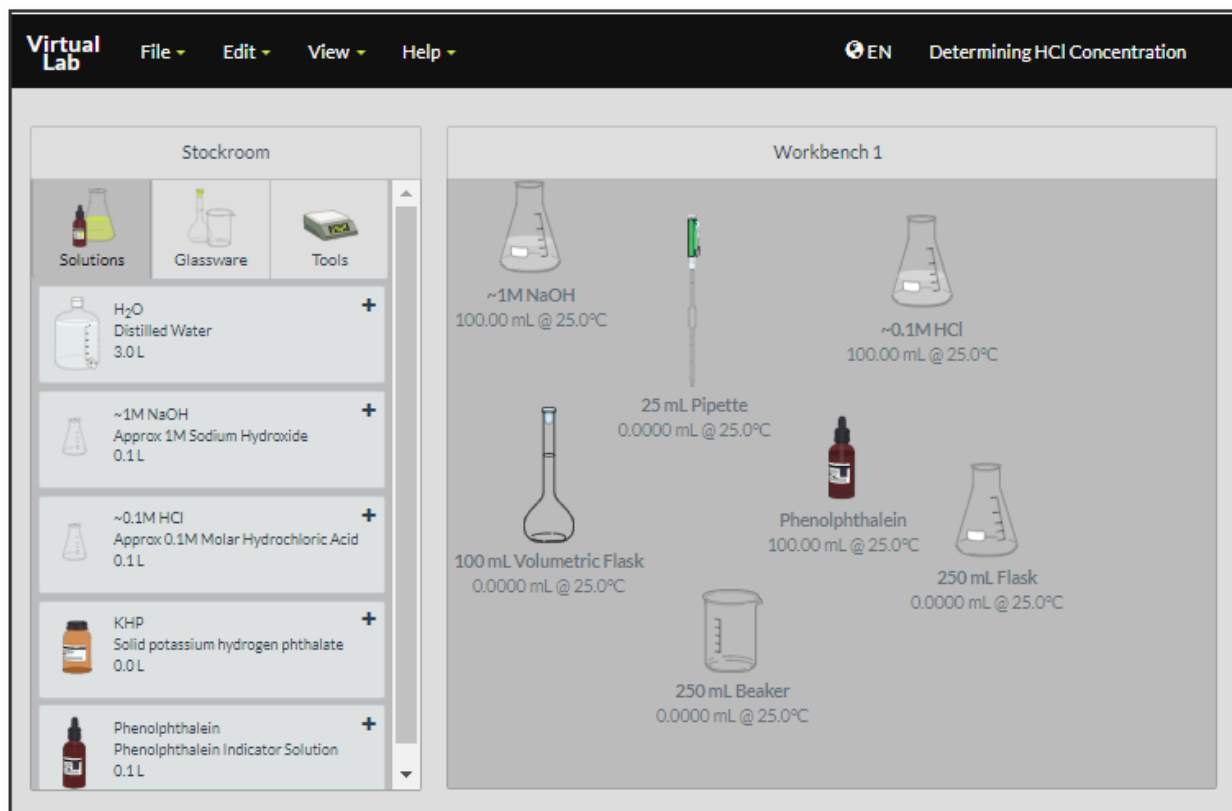 Virtual
Lab
File
Edit
View
Help
EN
Determining HCl Concentration
Stockroom
Solutions
Glassware
Tools
H₂O
Distilled Water
3.0 L
~1M NaOH
Approx 1M Sodium Hydroxide
0.1 L
~0.1M HCl
Approx 0.1M Molar Hydrochloric Acid
0.1 L
KHP
Solid potassium hydrogen phthalate
0.0 L
Phenolphthalein
Phenolphthalein Indicator Solution
0.1 L
Workbench 1
~1M NaOH
100.00 mL @ 25.0°C
25 mL Pipette
0.0000 mL @ 25.0°C
~0.1M HCl
100.00 mL @ 25.0°C
100 mL Volumetric Flask
0.0000 mL @ 25.0°C
Phenolphthalein
100.00 mL @ 25.0°C
250 mL Flask
0.0000 mL @ 25.0°C
250 mL Beaker
0.0000 mL @ 25.0°C